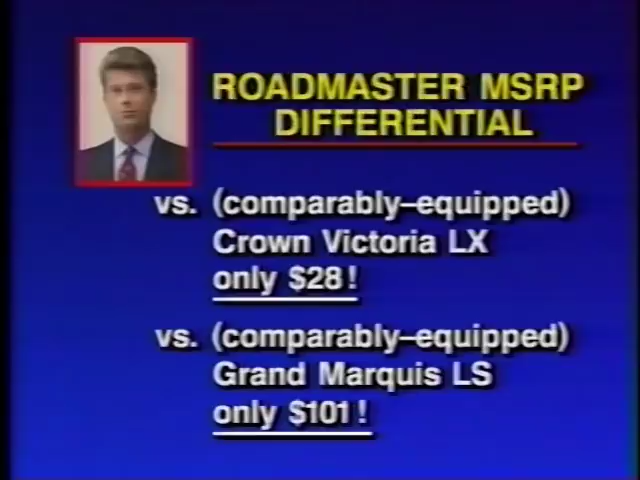 ROADMASTER MSRP
DIFFERENTIAL
vs. (comparably–equipped)
Crown Victoria LX
only $28!
vs. (comparably–equipped)
Grand Marquis LS
only $101!